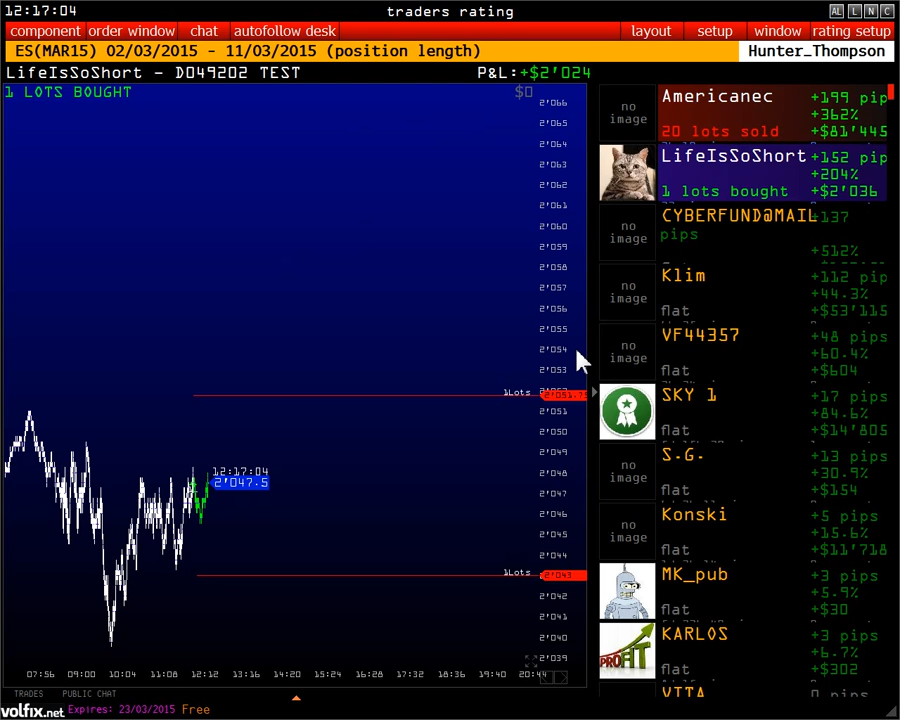 12:17:04
traders rating
AL L N C
component order window chat autofollow desk layout setup window rating setup
ES(MAR15) 02/03/2015 - 11/03/2015 (position length)
Hunter_Thompson
LifeIsSoShort - D049202 TEST
P&L:+$2'024
1 LOTS BOUGHT
$0
2'066
2'065
2'064
2'063
2'062
2'061
2'060
2'059
2'058
2'057
2'056
2'055
2'054
2'053
1Lots
2'051
2'050
2'049
2'048
2'047
2'046
2'045
2'044
1Lots
2'043
2'042
2'041
2'040
2'039
12:17:04
2'047.5
07:56 09:00 10:04 11:08 12:12 13:16 14:20 15:24 16:28 17:32 18:36 19:40 20:44
no image
Americanec
+199 pip
+362%
20 lots sold
+$81'445
LifeIsSoShort
+152 pip
+204%
1 lots bought
+$2'036
no image
CYBERFUND@MAIL
+137
pips
+512%
no image
Klim
+112 pip
+44.3%
flat
+$53'115
no image
VF44357
+48 pips
+60.4%
flat
+$604
SKY 1
+17 pips
+84.6%
flat
+$14'805
no image
S.G.
+13 pips
+30.9%
flat
+$154
no image
Konski
+5 pips
+15.6%
flat
+$11'718
MK_pub
+3 pips
+5.9%
flat
+$30
PROFIT
KARLOS
+3 pips
+6.7%
flat
+$302
VITA
0 pips
TRADES PUBLIC CHAT
volfix.net Expires: 23/03/2015 Free